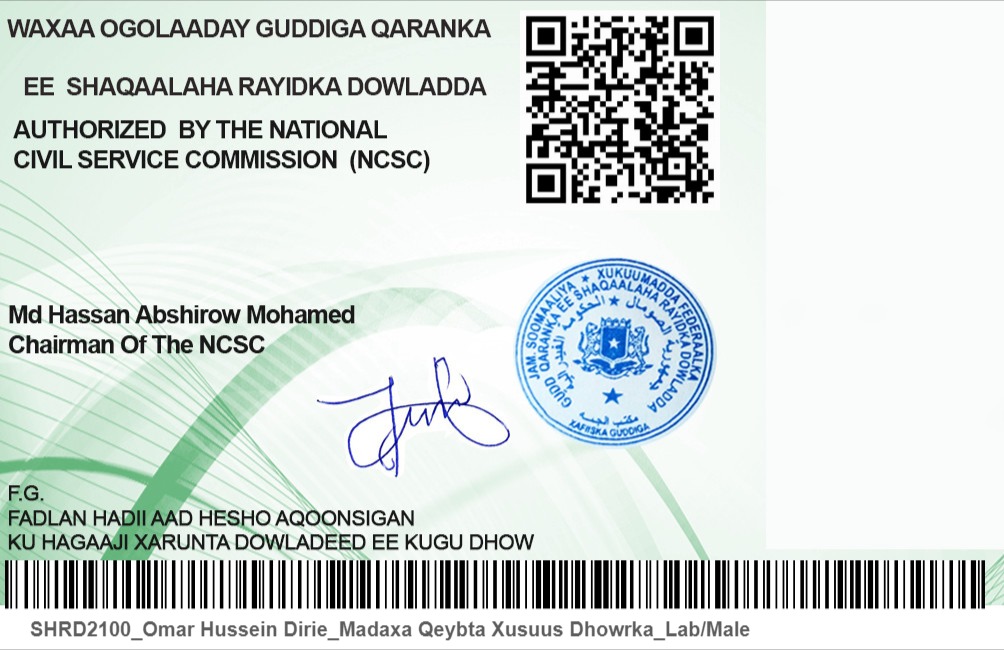 WAXAA OGOLAADAY GUDDIGA QARANKA
EE SHAQAALAHA RAYIDKA DOWLADDA
AUTHORIZED BY THE NATIONAL
CIVIL SERVICE COMMISSION (NCSC)
Md Hassan Abshirow Mohamed
Chairman Of The NCSC
JAM. SOOMAALIYA ★ XUKUUMADDA FEDERAALKA
GUDD QARANKA EE SHAQAALAHA RAYIDKA DOWLADDA
مكتب
XAFIISKA GUDDIGA
F.G.
FADLAN HADII AAD HESHO AQOONSIGAN
KU HAGAAJI XARUNTA DOWLADEED EE KUGU DHOW
SHRD2100_Omar Hussein Dirie_Madaxa Qeybta Xusuus Dhowrka_Lab/Male